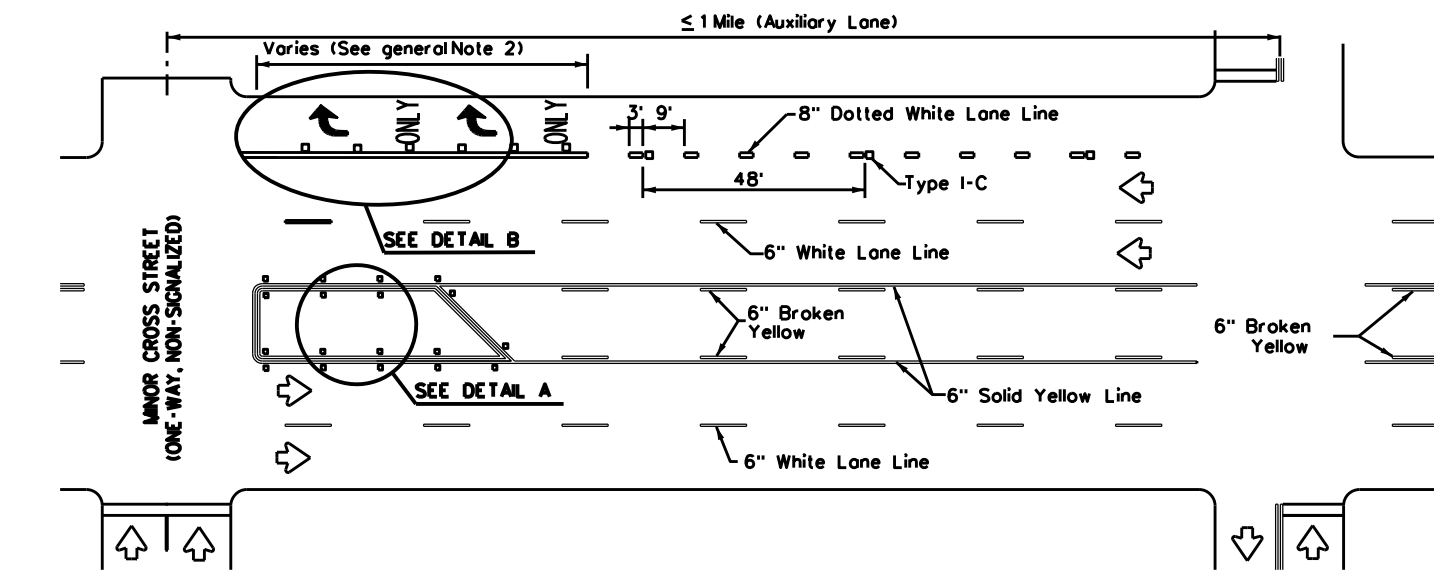 ≤ 1 Mile (Auxiliary Lane)
Varies (See general Note 2)
ONLY
ONLY
3' 9'
8" Dotted White Lane Line
48'
Type I-C
SEE DETAIL B
6" White Lane Line
MINOR CROSS STREET
(ONE-WAY, NON-SIGNALIZED)
6" Broken
Yellow
6" Broken
Yellow
SEE DETAIL A
6" Solid Yellow Line
6" White Lane Line